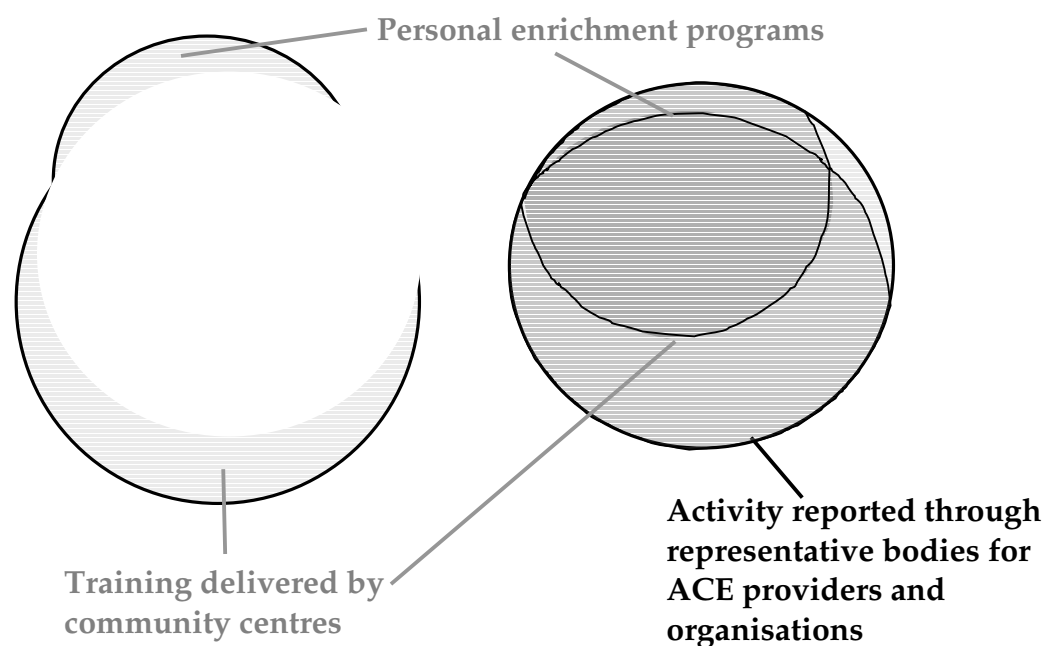 Personal enrichment programs
Activity reported through
representative bodies for
ACE providers and
organisations
Training delivered by
community centres